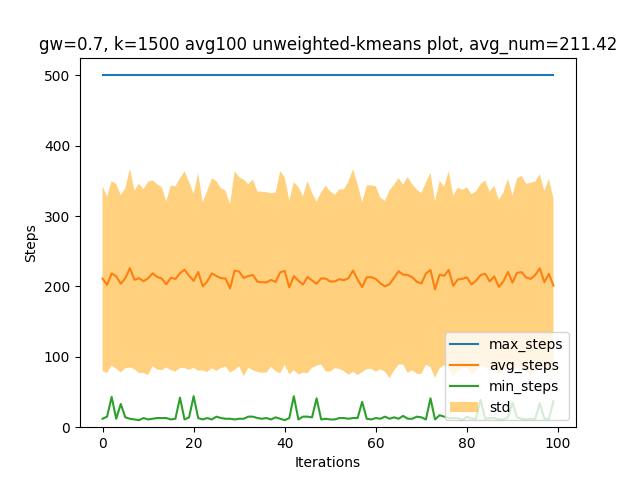 gw=0.7, k=1500 avg100 unweighted-kmeans plot, avg_num=211.42
500
400
300
200
100
0
Steps
0 20 40 60 80 100
Iterations
max_steps
avg_steps
min_steps
std